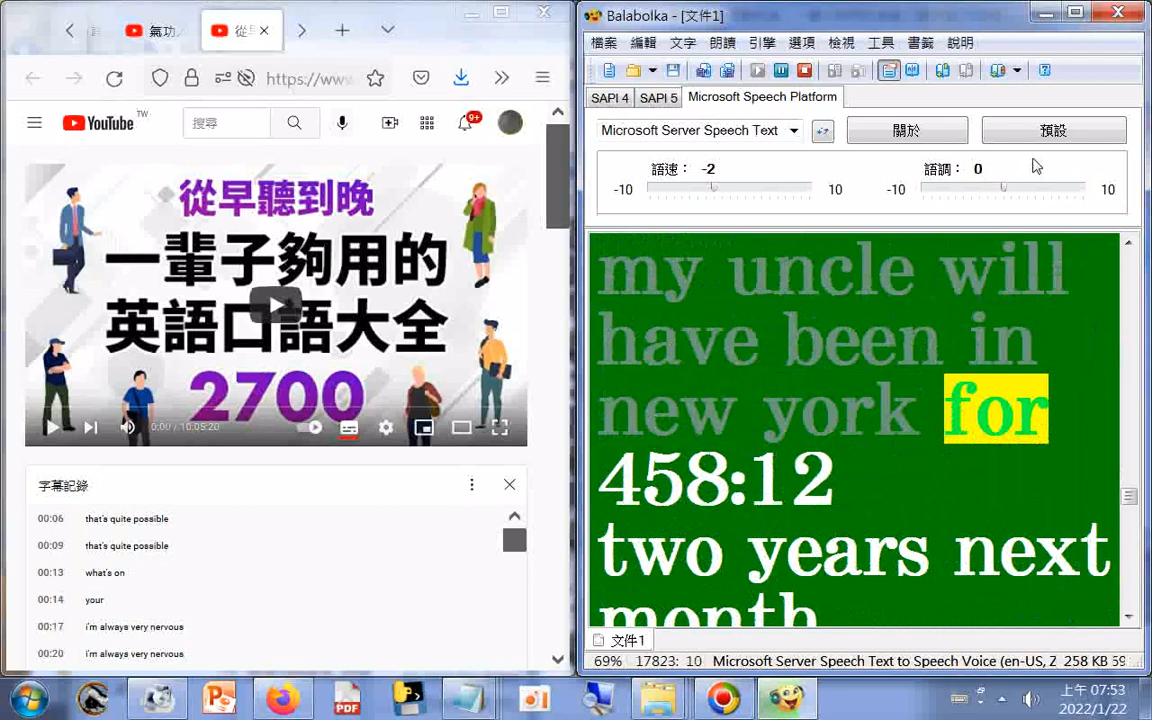 氣功
從
https://www
YouTube TW
搜尋
9+
從早聽到晚
一輩子夠用的
英語口語大全
2700
0:00 / 10:05:20
字幕記錄
00:06 that's quite possible
00:09 that's quite possible
00:13 what's on
00:14 your
00:17 i'm always very nervous
00:20 i'm always very nervous
Balabolka - [文件1]
檔案 編輯 文字 朗讀 引擎 選項 檢視 工具 書籤 說明
SAPI 4 SAPI 5 Microsoft Speech Platform
Microsoft Server Speech Text 關於 預設
語速： -2 語調： 0
-10 10 -10 10
my uncle will
have been in
new york for
458:12
two years next
month
文件1
69% 17823: 10 Microsoft Server Speech Text to Speech Voice (en-US, Z 258 KB 59
PDF
上午 07:53
2022/1/22